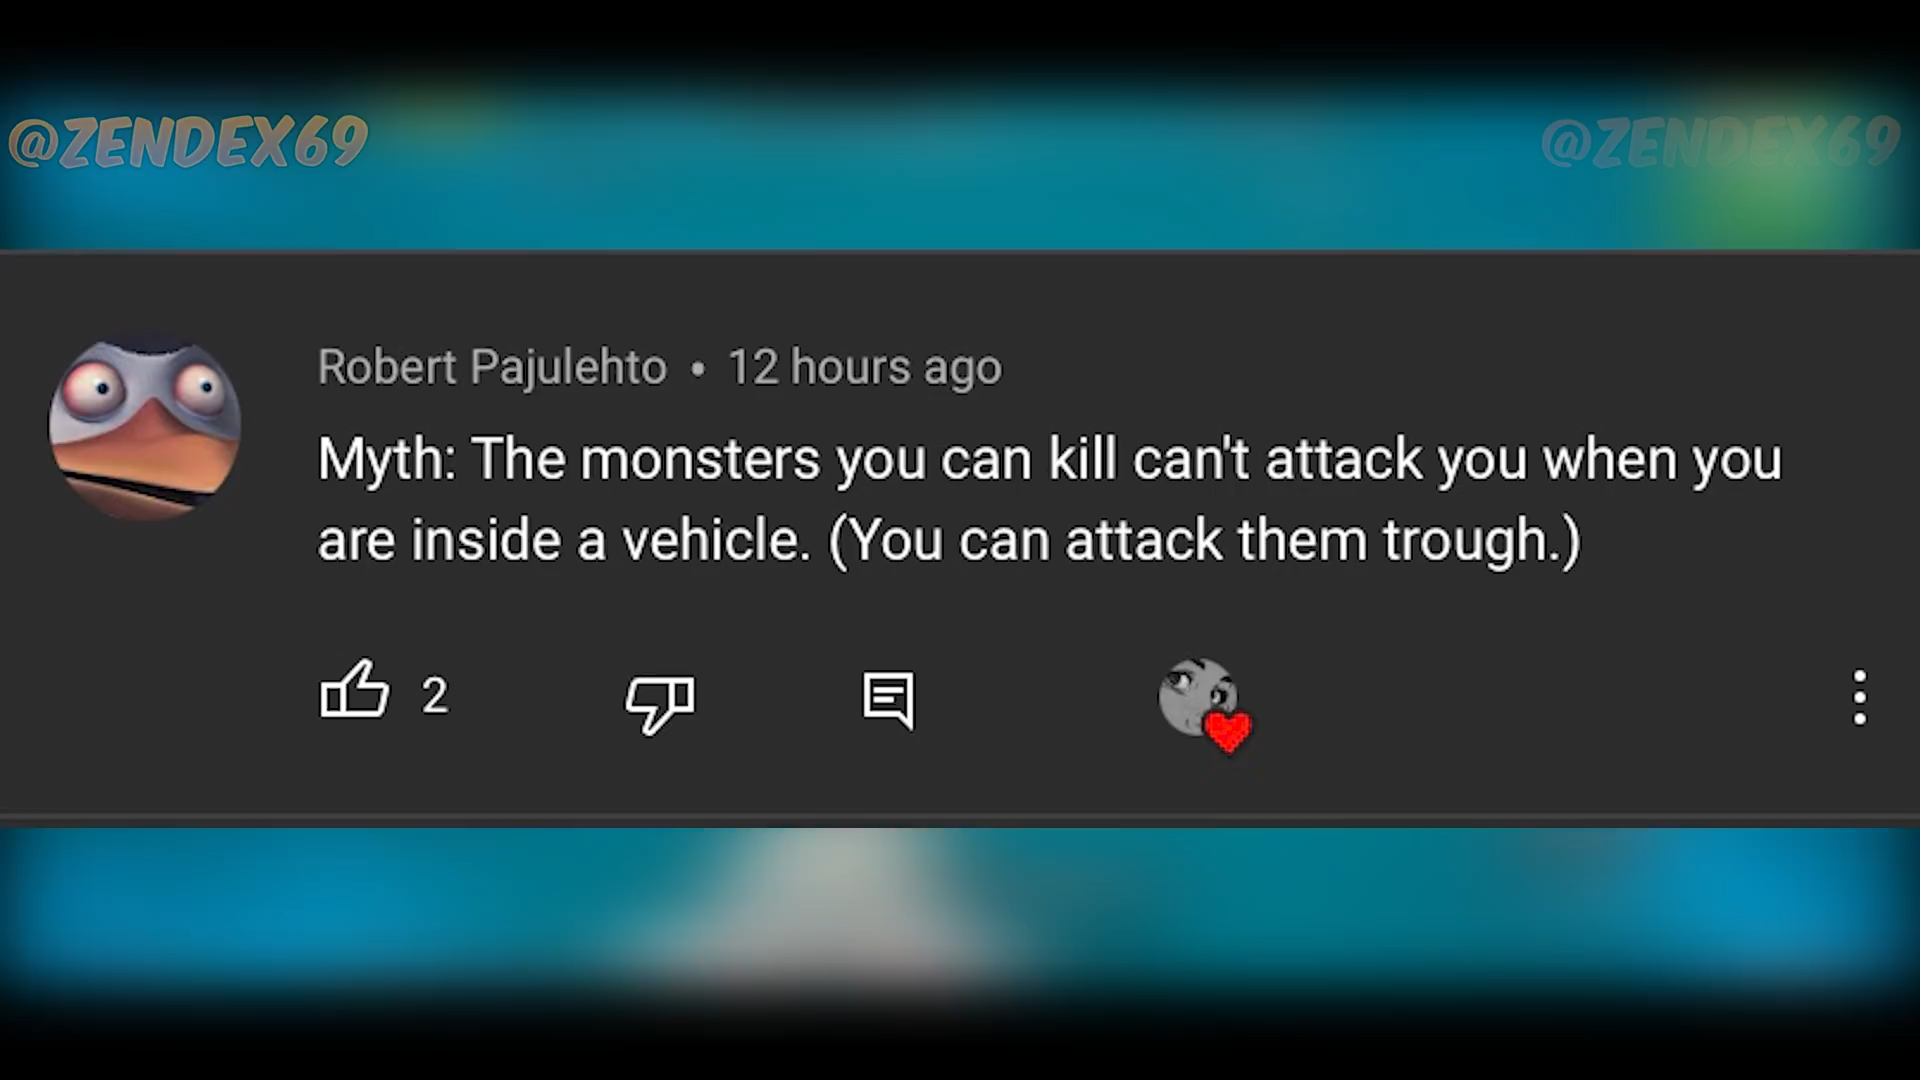 @ZENDEX69 @ZENDEX69
Robert Pajulehto • 12 hours ago
Myth: The monsters you can kill can't attack you when you
are inside a vehicle. (You can attack them trough.)
2